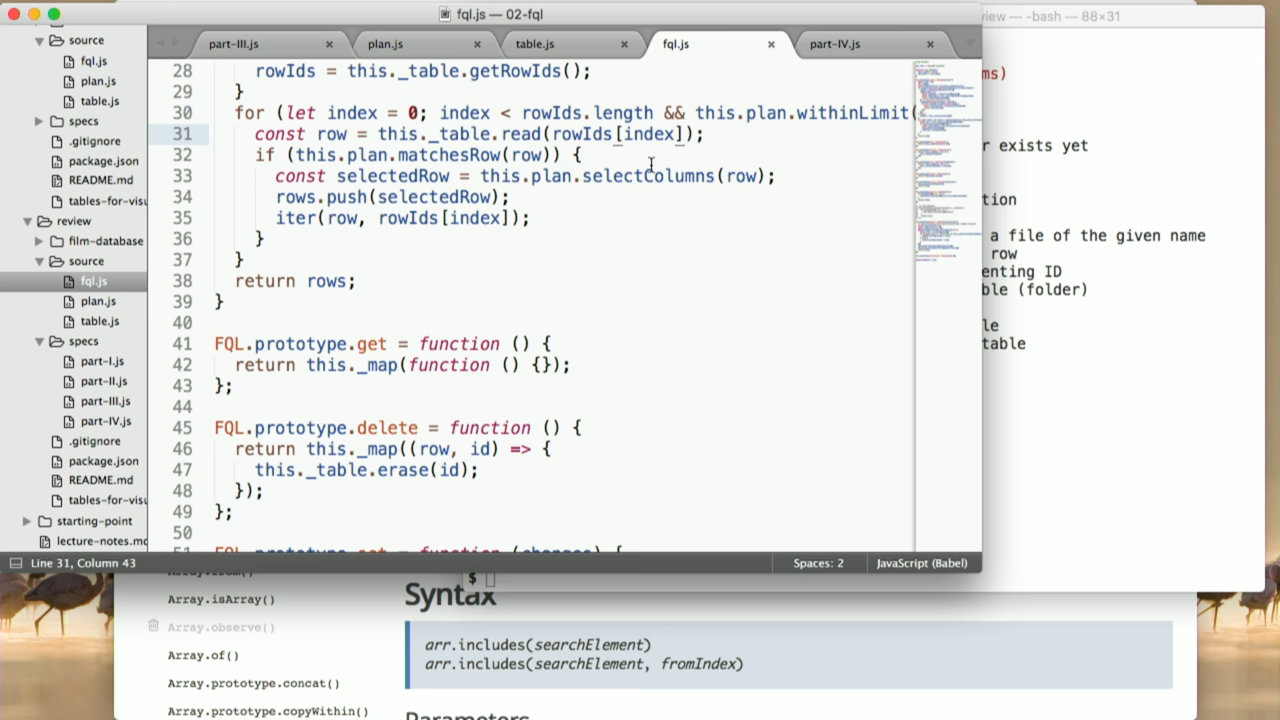 fql.js — 02-fql
view — -bash — 88×31
source
fql.js
plan.js
table.js
specs
.gitignore
package.json
README.md
tables-for-visu
review
film-database
source
fql.js
plan.js
table.js
specs
part-I.js
part-II.js
part-III.js
part-IV.js
.gitignore
package.json
README.md
tables-for-visu
starting-point
lecture-notes.md
part-III.js ×
plan.js ×
table.js ×
fql.js ×
part-IV.js ×
28 rowIds = this._table.getRowIds();
29 }
30 for (let index = 0; index < rowIds.length && this.plan.withinLimit(
31 const row = this._table.read(rowIds[index]);
32 if (this.plan.matchesRow(row)) {
33 const selectedRow = this.plan.selectColumns(row);
34 rows.push(selectedRow);
35 iter(row, rowIds[index]);
36 }
37 }
38 return rows;
39 }
40
41 FQL.prototype.get = function () {
42 return this._map(function () {});
43 };
44
45 FQL.prototype.delete = function () {
46 return this._map((row, id) => {
47 this._table.erase(id);
48 });
49 };
50
51 FQL.prototype.set = function (changes) {
Line 31, Column 43
Spaces: 2
JavaScript (Babel)
ms)
r exists yet
tion
a file of the given name
row
enting ID
ble (folder)
le
table
$
Array.from()
Array.isArray()
Array.observe()
Array.of()
Array.prototype.concat()
Array.prototype.copyWithin()
Syntax
arr.includes(searchElement)
arr.includes(searchElement, fromIndex)
Parameters